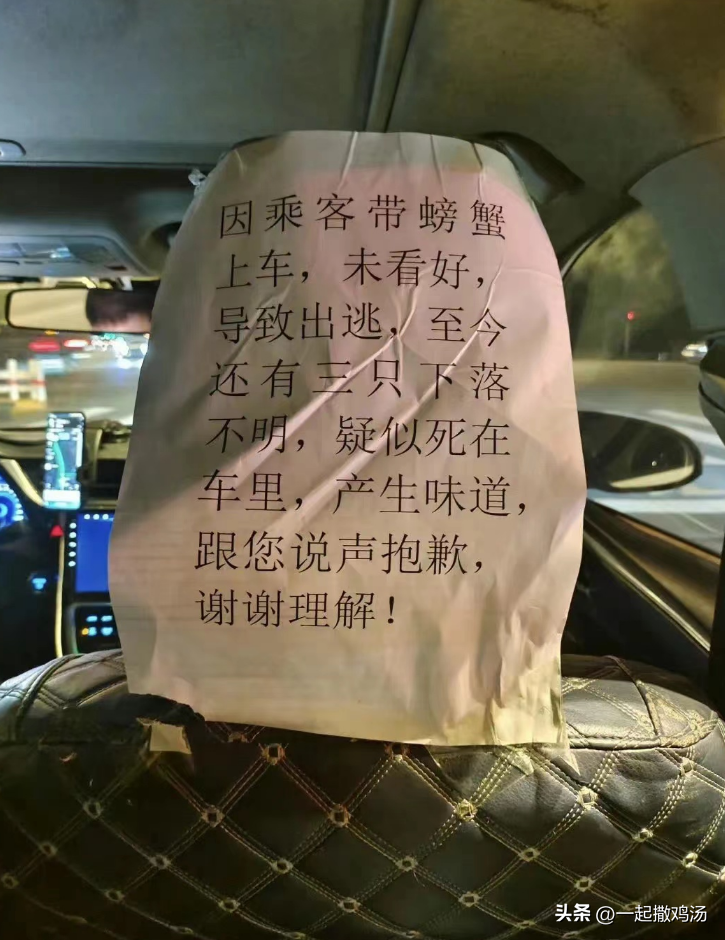 因乘客带螃蟹
上车，未看好，
导致出逃，至今
还有三只下落
不明，疑似死在
车里，产生味道，
跟您说声抱歉，
谢谢理解！
头条 @一起撒鸡汤